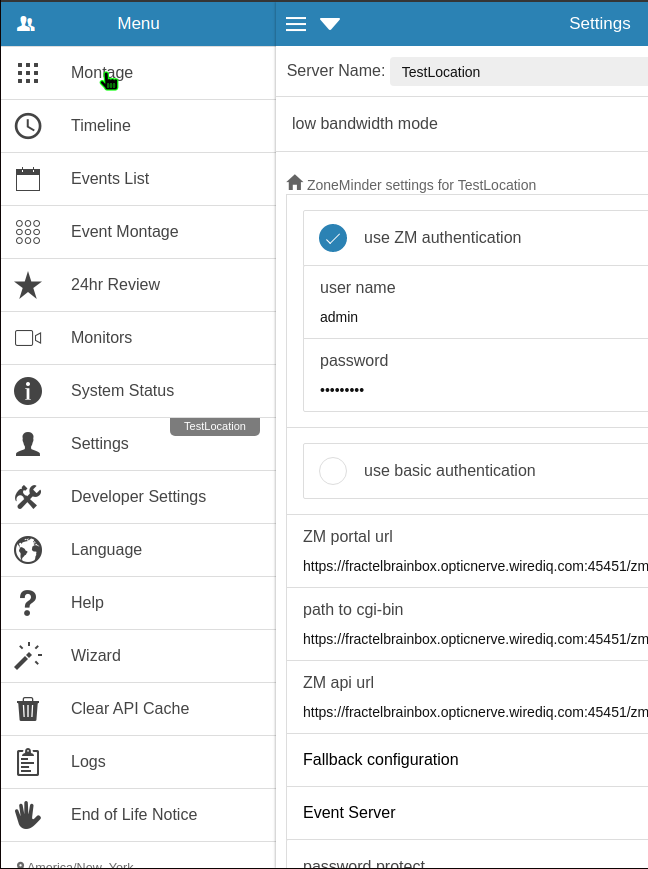 Menu
Montage
Timeline
Events List
Event Montage
24hr Review
Monitors
System Status
TestLocation
Settings
Developer Settings
Language
Help
Wizard
Clear API Cache
Logs
End of Life Notice
America/New_York
Settings
Server Name: TestLocation
low bandwidth mode
ZoneMinder settings for TestLocation
use ZM authentication
user name
admin
password
•••••••••
use basic authentication
ZM portal url
https://fractelbrainbox.opticnerve.wirediq.com:45451/zm
path to cgi-bin
https://fractelbrainbox.opticnerve.wirediq.com:45451/zm
ZM api url
https://fractelbrainbox.opticnerve.wirediq.com:45451/zm
Fallback configuration
Event Server
password protect